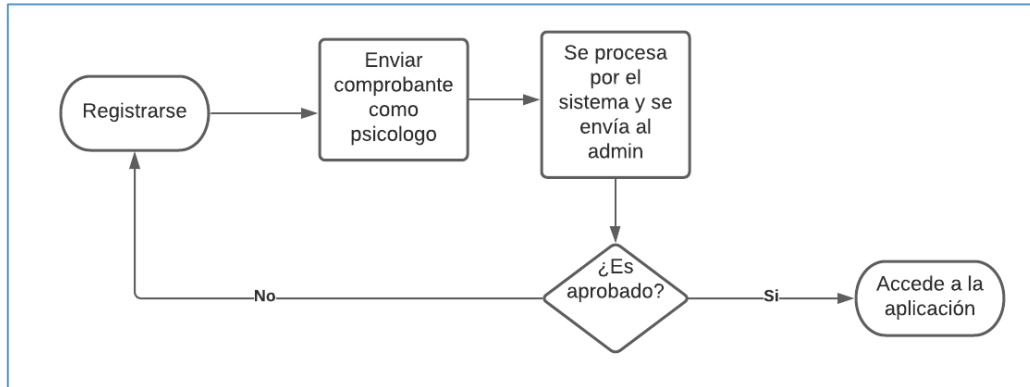 Registrarse
Enviar
comprobante
como
psicologo
Se procesa
por el
sistema y se
envía al
admin
¿Es
aprobado?
No
Si
Accede a la
aplicación